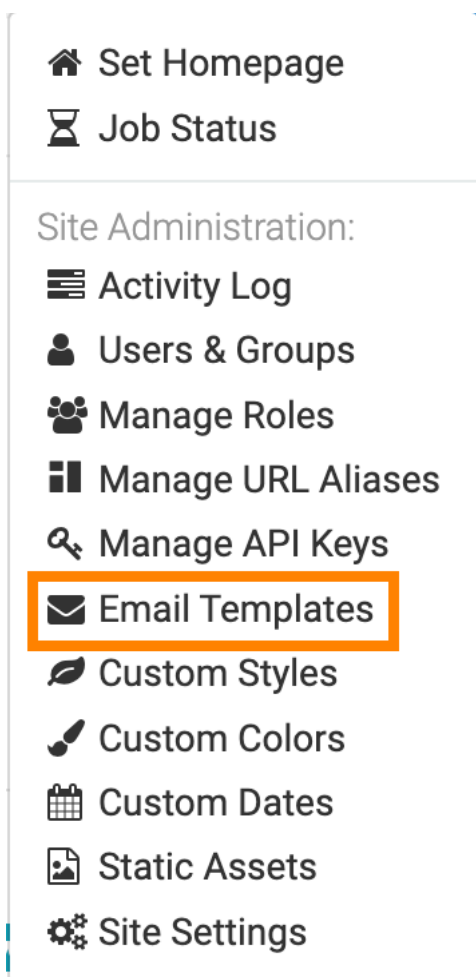 Set Homepage
Job Status
Site Administration:
Activity Log
Users & Groups
Manage Roles
Manage URL Aliases
Manage API Keys
Email Templates
Custom Styles
Custom Colors
Custom Dates
Static Assets
Site Settings